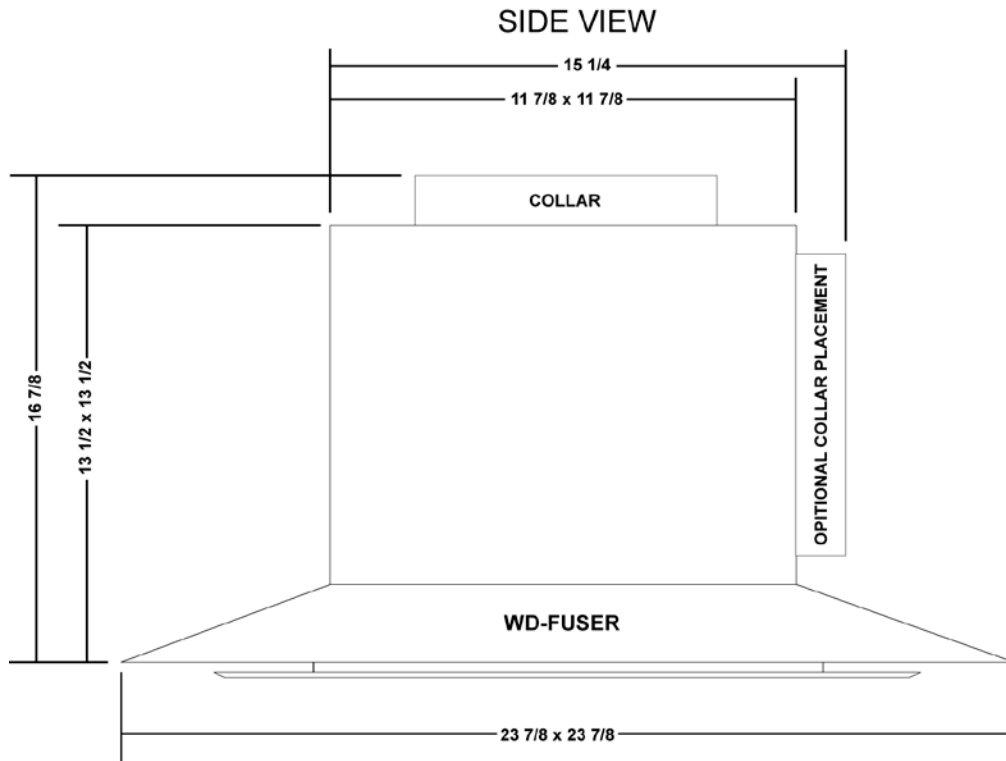 SIDE VIEW
15 1/4
11 7/8 x 11 7/8
COLLAR
OPITIONAL COLLAR PLACEMENT
16 7/8
13 1/2 x 13 1/2
WD-FUSER
23 7/8 x 23 7/8